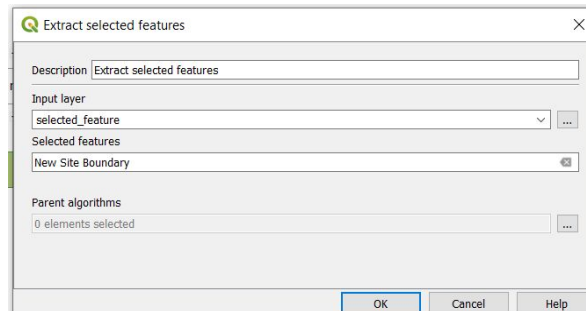 Extract selected features
Description Extract selected features
Input layer
selected_feature
...
Selected features
New Site Boundary
Parent algorithms
0 elements selected
...
OK Cancel Help